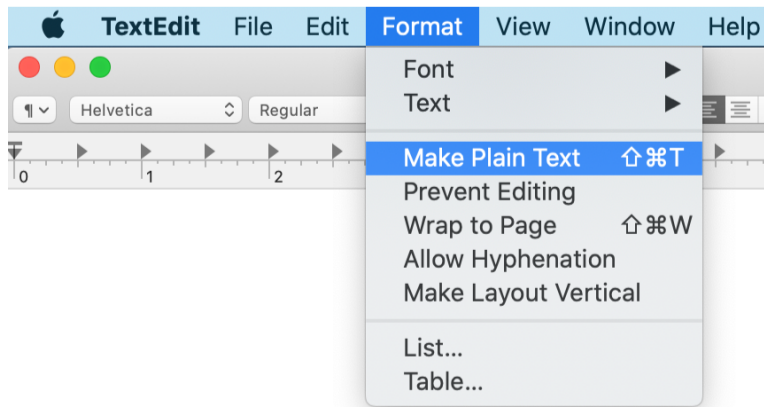 TextEdit File Edit Format View Window Help
Font
Text
¶ Helvetica Regular
Make Plain Text ⇧⌘T
0 1 2
Prevent Editing
Wrap to Page ⇧⌘W
Allow Hyphenation
Make Layout Vertical
List...
Table...